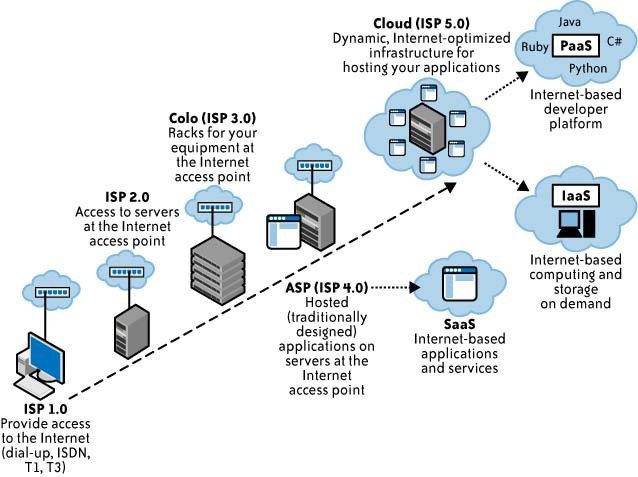 Cloud (ISP 5.0)
Dynamic, Internet-optimized
infrastructure for
hosting your applications
Java
Ruby
PaaS
C#
Python
Internet-based
developer
platform
Colo (ISP 3.0)
Racks for your
equipment at
the Internet
access point
ISP 2.0
Access to servers
at the Internet
access point
IaaS
Internet-based
computing and
storage
on demand
ASP (ISP 4.0)
Hosted
(traditionally
designed)
applications on
servers at the
Internet
access point
SaaS
Internet-based
applications
and services
ISP 1.0
Provide access
to the Internet
(dial-up, ISDN,
T1, T3)